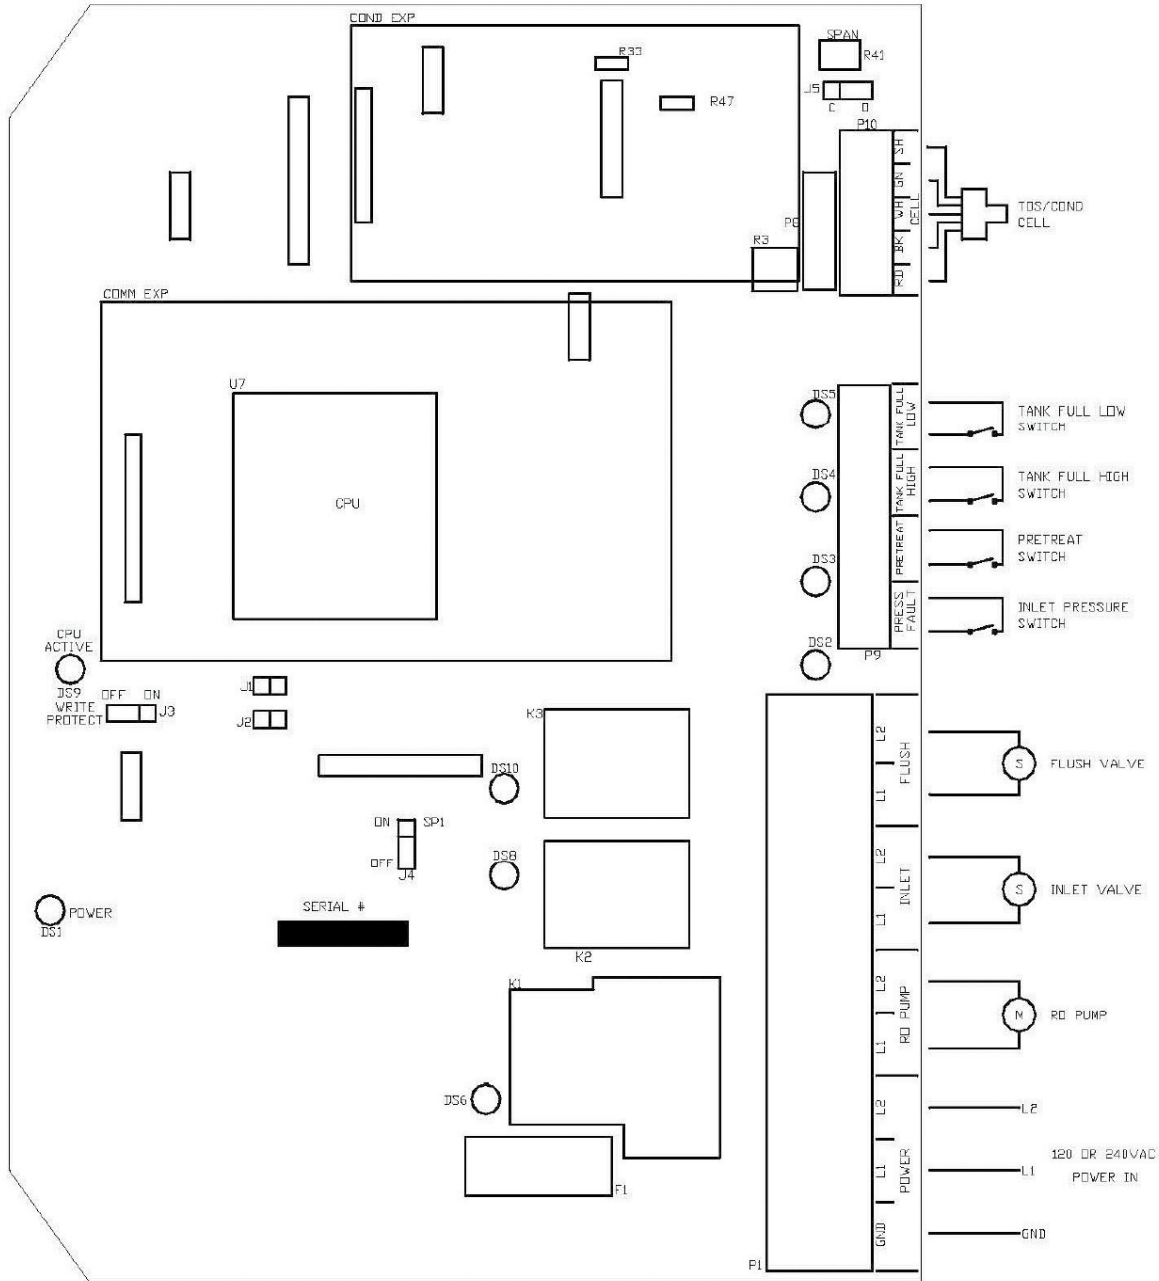 COND EXP
SPAN
R33
R41
J5
C O
R47
P10
SH
GN
WH
BK
RD
CELL
P8
R3
TDS/COND
CELL
COMM EXP
U7
CPU
DS5
DS4
DS3
DS2
TANK FULL
LOW
TANK FULL
HIGH
PRETREAT
PRESS
FAULT
P9
TANK FULL LOW
SWITCH
TANK FULL HIGH
SWITCH
PRETREAT
SWITCH
INLET PRESSURE
SWITCH
CPU
ACTIVE
DS9
OFF ON
WRITE
PROTECT
J3
J1
J2
K3
DS10
ON SP1
OFF
J4
DS8
K2
POWER
DS1
SERIAL #
K1
DS6
F1
P1
L2
L1
FLUSH
L2
L1
INLET
L2
L1
RO PUMP
L2
L1
GND
POWER
S
FLUSH VALVE
S
INLET VALVE
M
RO PUMP
L2
L1
120 OR 240VAC
POWER IN
GND